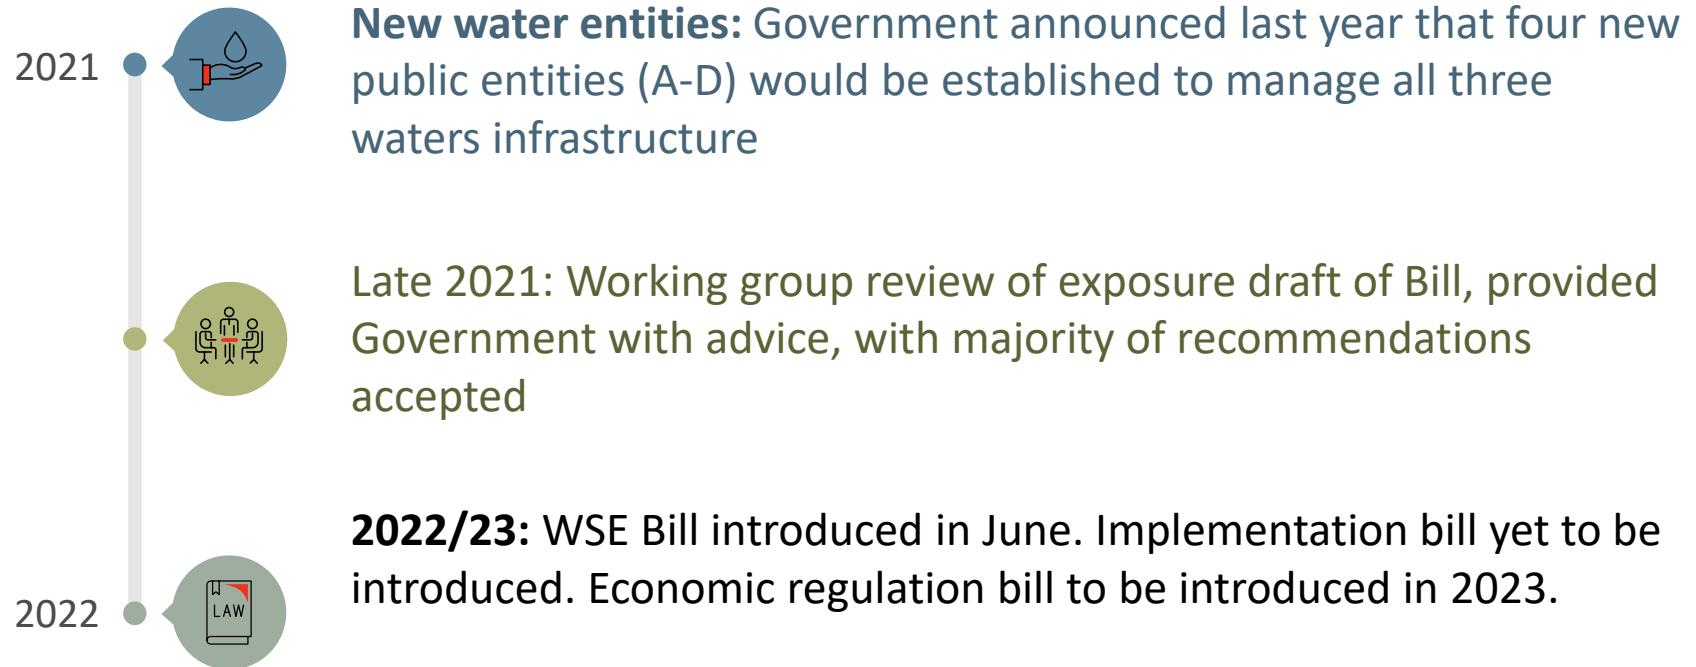 2021
New water entities: Government announced last year that four new
public entities (A-D) would be established to manage all three
waters infrastructure
Late 2021: Working group review of exposure draft of Bill, provided
Government with advice, with majority of recommendations
accepted
2022/23: WSE Bill introduced in June. Implementation bill yet to be
introduced. Economic regulation bill to be introduced in 2023.
2022
LAW